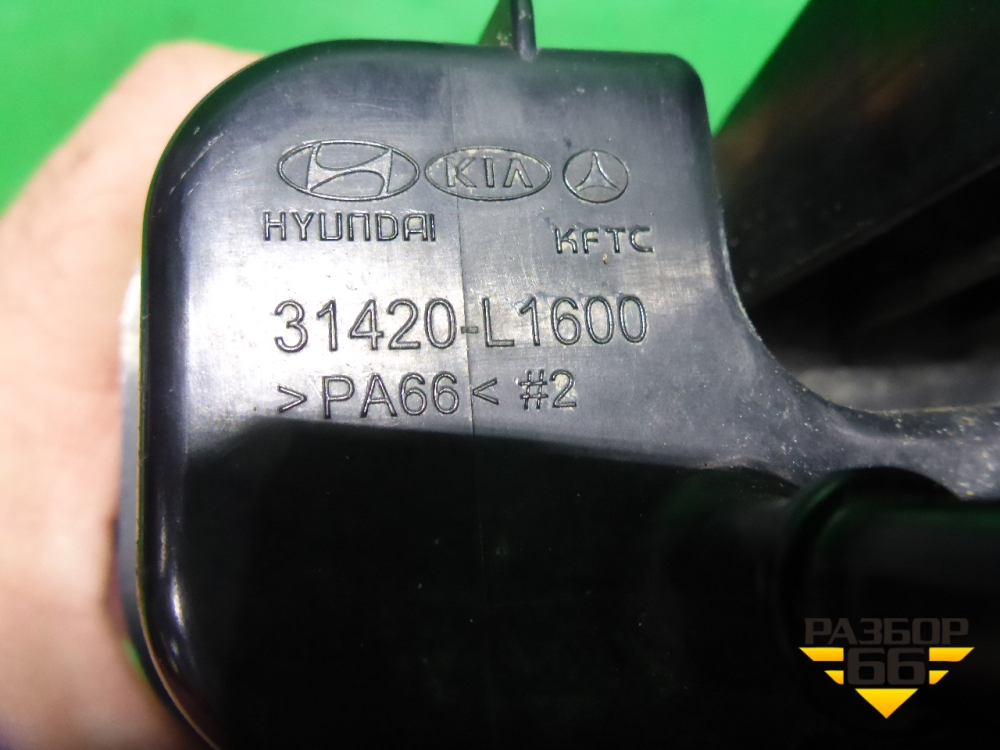 KIA
HYUNDAI KFTC
31420-L1600
>PA66< #2
РАЗБОР
66